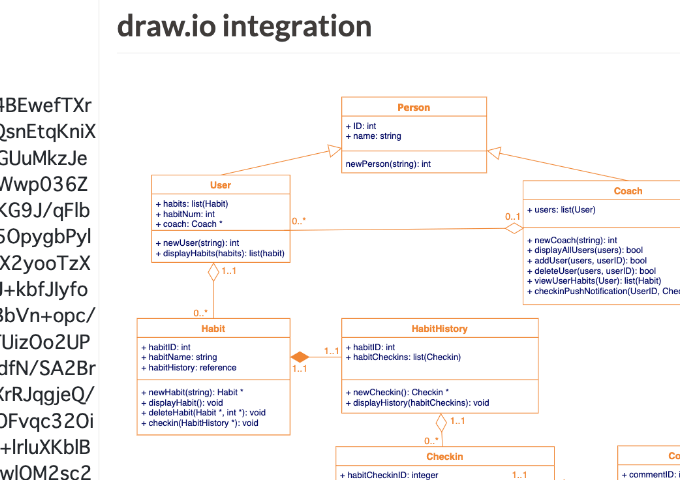 draw.io integration
4BEwefTXr
QsnEtqKniX
GUuMkzJe
Wwp036Z
KG9J/qFlb
5OpygbPyl
X2yooTzX
J+kbfJIyfo
3bVn+opc/
TUizOo2UP
dfN/SA2Br
XrRJqgjeQ/
OFvqc32Oi
+lrluXKblB
wlOM2sc2
Person
+ ID: int
+ name: string
newPerson(string): int
User
+ habits: list(Habit)
+ habitNum: int
+ coach: Coach *
+ newUser(string): int
+ displayHabits(habits): list(habit)
0..*
0..1
Coach
+ users: list(User)
+ newCoach(string): int
+ displayAllUsers(users): bool
+ addUser(users, userID): bool
+ deleteUser(users, userID): bool
+ viewUserHabits(User): list(Habit)
+ checkinPushNotification(UserID, Chec
1..1
0..*
Habit
+ habitID: int
+ habitName: string
+ habitHistory: reference
+ newHabit(string): Habit *
+ displayHabit(): void
+ deleteHabit(Habit *, int *): void
+ checkin(HabitHistory *): void
1..1
1..1
HabitHistory
+ habitID: int
+ habitCheckins: list(Checkin)
+ newCheckin(): Checkin *
+ displayHistory(habitCheckins): void
1..1
0..*
Checkin
+ habitCheckinID: integer
1..1
Co
+ commentID: i